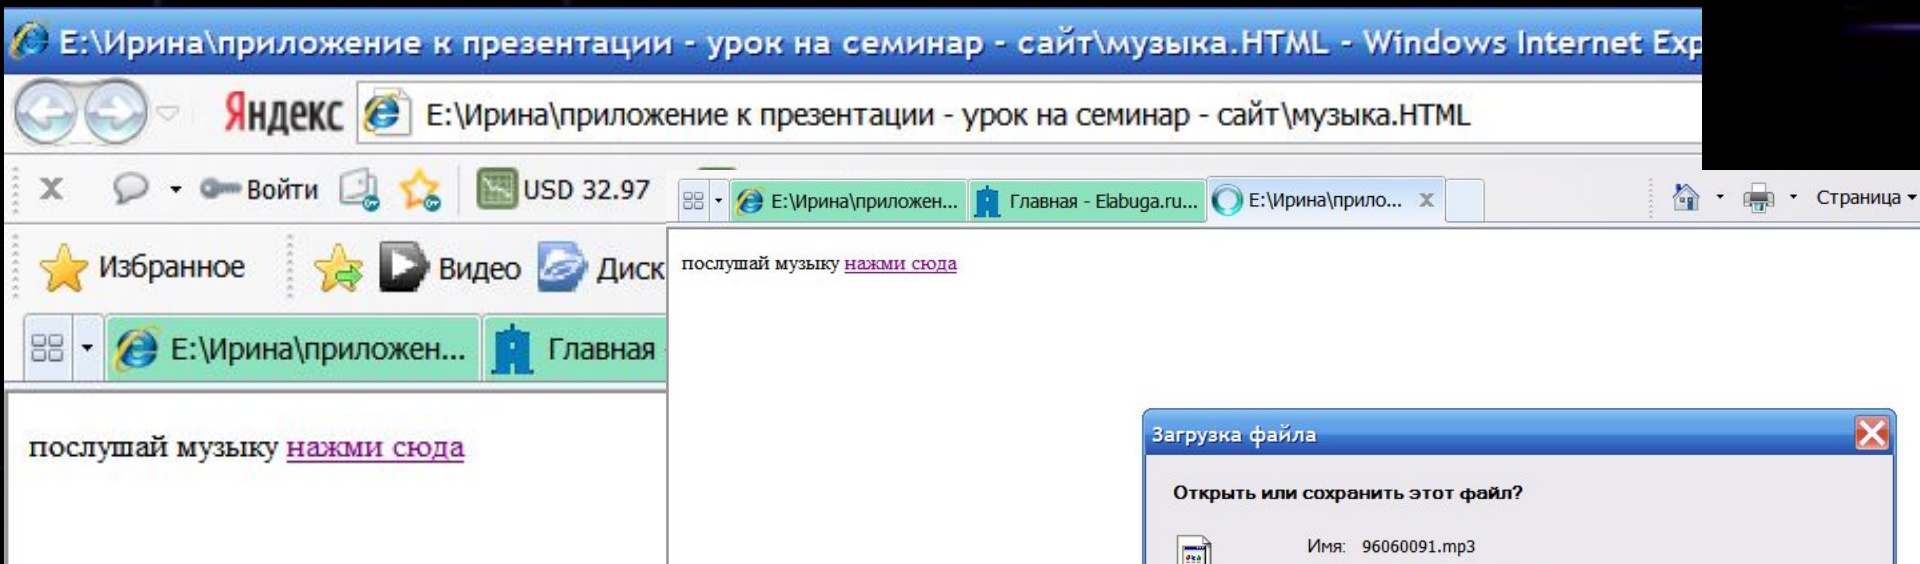 E:\Ирина\приложение к презентации - урок на семинар - сайт\музыка.HTML - Windows Internet Exp
Яндекс E:\Ирина\приложение к презентации - урок на семинар - сайт\музыка.HTML
X Войти USD 32.97
Избранное Видео Диск
E:\Ирина\приложен... Главная
послушай музыку нажми сюда
E:\Ирина\приложен... Главная - Elabuga.ru... E:\Ирина\прило... X Страница
послушай музыку нажми сюда
Загрузка файла
Открыть или сохранить этот файл?
Имя: 96060091.mp3